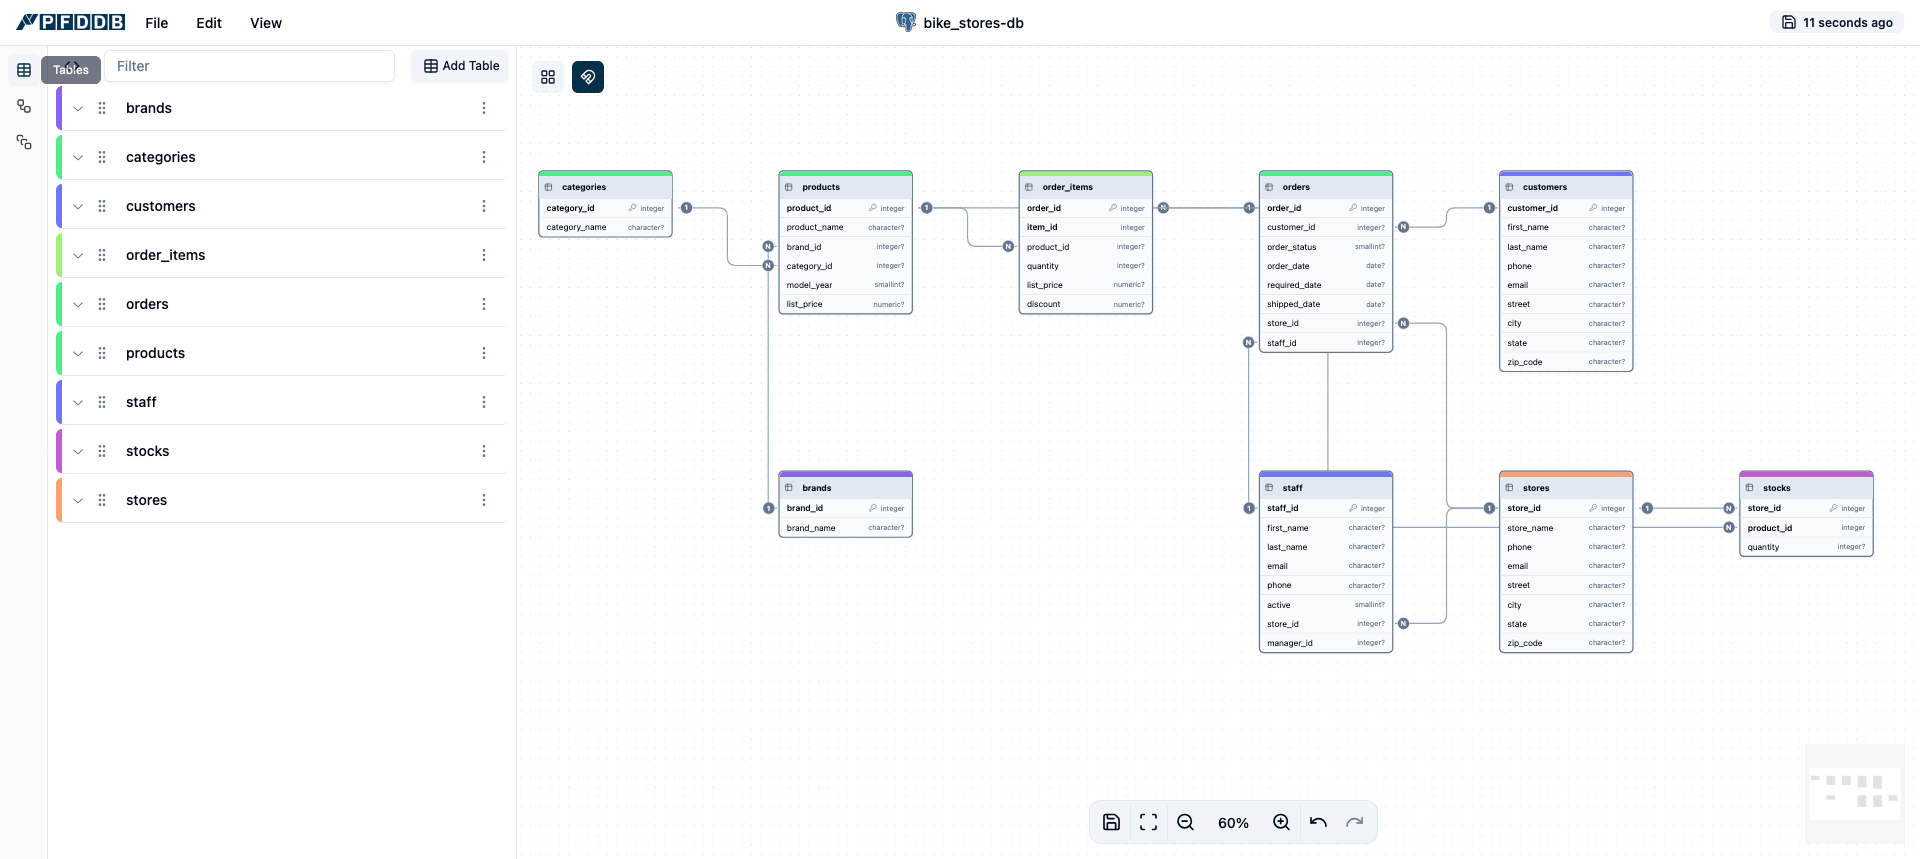 PFDDB
File
Edit
View
bike_stores-db
11 seconds ago
Tables
Filter
Add Table
brands
categories
customers
order_items
orders
products
staff
stocks
stores
categories
category_id integer
category_name character?
products
product_id integer
product_name character?
brand_id integer?
category_id integer?
model_year smallint?
list_price numeric?
order_items
order_id integer
item_id integer
product_id integer?
quantity integer?
list_price numeric?
discount numeric?
orders
order_id integer
customer_id integer?
order_status smallint?
order_date date?
required_date date?
shipped_date date?
store_id integer?
staff_id integer?
customers
customer_id integer
first_name character?
last_name character?
phone character?
email character?
street character?
city character?
state character?
zip_code character?
brands
brand_id integer
brand_name character?
staff
staff_id integer
first_name character?
last_name character?
email character?
phone character?
active smallint?
store_id integer?
manager_id integer?
stores
store_id integer
store_name character?
phone character?
email character?
street character?
city character?
state character?
zip_code character?
stocks
store_id integer
product_id integer
quantity integer?
1
N
N
1
1
N
N
1
N
1
N
N
1
1
N
1
N
N
60%